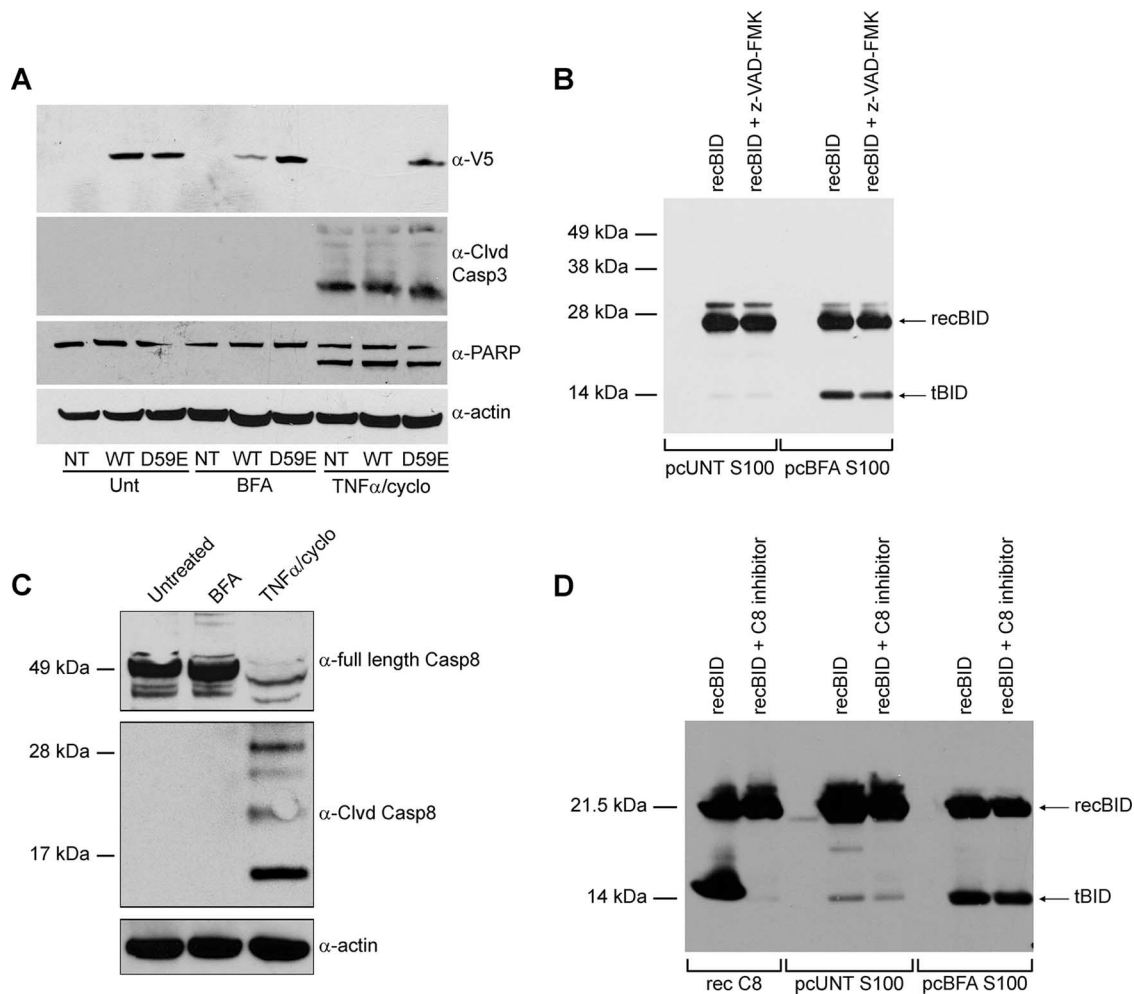 A
α-V5
α-Clvd
Casp3
α-PARP
α-actin
NT WT D59E NT WT D59E NT WT D59E
Unt BFA TNFα/cyclo
B
recBID
recBID + z-VAD-FMK
recBID
recBID + z-VAD-FMK
49 kDa
38 kDa
28 kDa
recBID
14 kDa
tBID
pcUNT S100 pcBFA S100
C
Untreated
BFA
TNFα/cyclo
49 kDa
α-full length Casp8
28 kDa
α-Clvd Casp8
17 kDa
α-actin
D
recBID
recBID + C8 inhibitor
recBID
recBID + C8 inhibitor
recBID
recBID + C8 inhibitor
21.5 kDa
recBID
14 kDa
tBID
rec C8 pcUNT S100 pcBFA S100